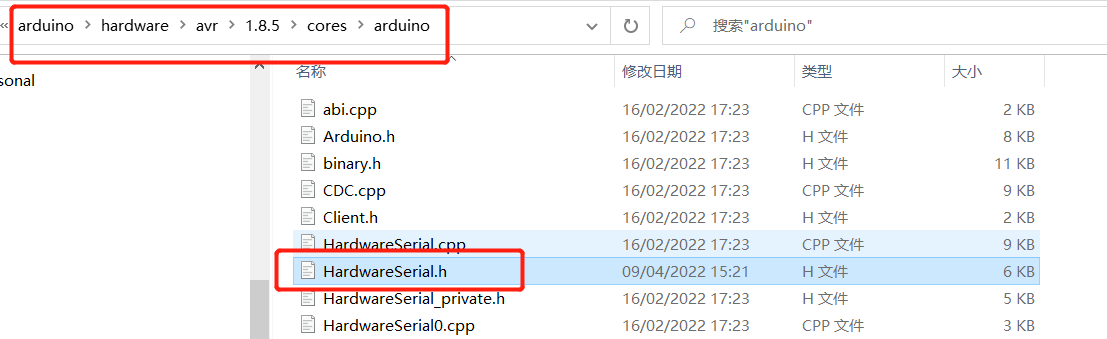 « arduino > hardware > avr > 1.8.5 > cores > arduino 搜索"arduino"
sonal
名称 修改日期 类型 大小
abi.cpp 16/02/2022 17:23 CPP 文件 2 KB
Arduino.h 16/02/2022 17:23 H 文件 8 KB
binary.h 16/02/2022 17:23 H 文件 11 KB
CDC.cpp 16/02/2022 17:23 CPP 文件 9 KB
Client.h 16/02/2022 17:23 H 文件 2 KB
HardwareSerial.cpp 16/02/2022 17:23 CPP 文件 9 KB
HardwareSerial.h 09/04/2022 15:21 H 文件 6 KB
HardwareSerial_private.h 16/02/2022 17:23 H 文件 5 KB
HardwareSerial0.cpp 16/02/2022 17:23 CPP 文件 3 KB